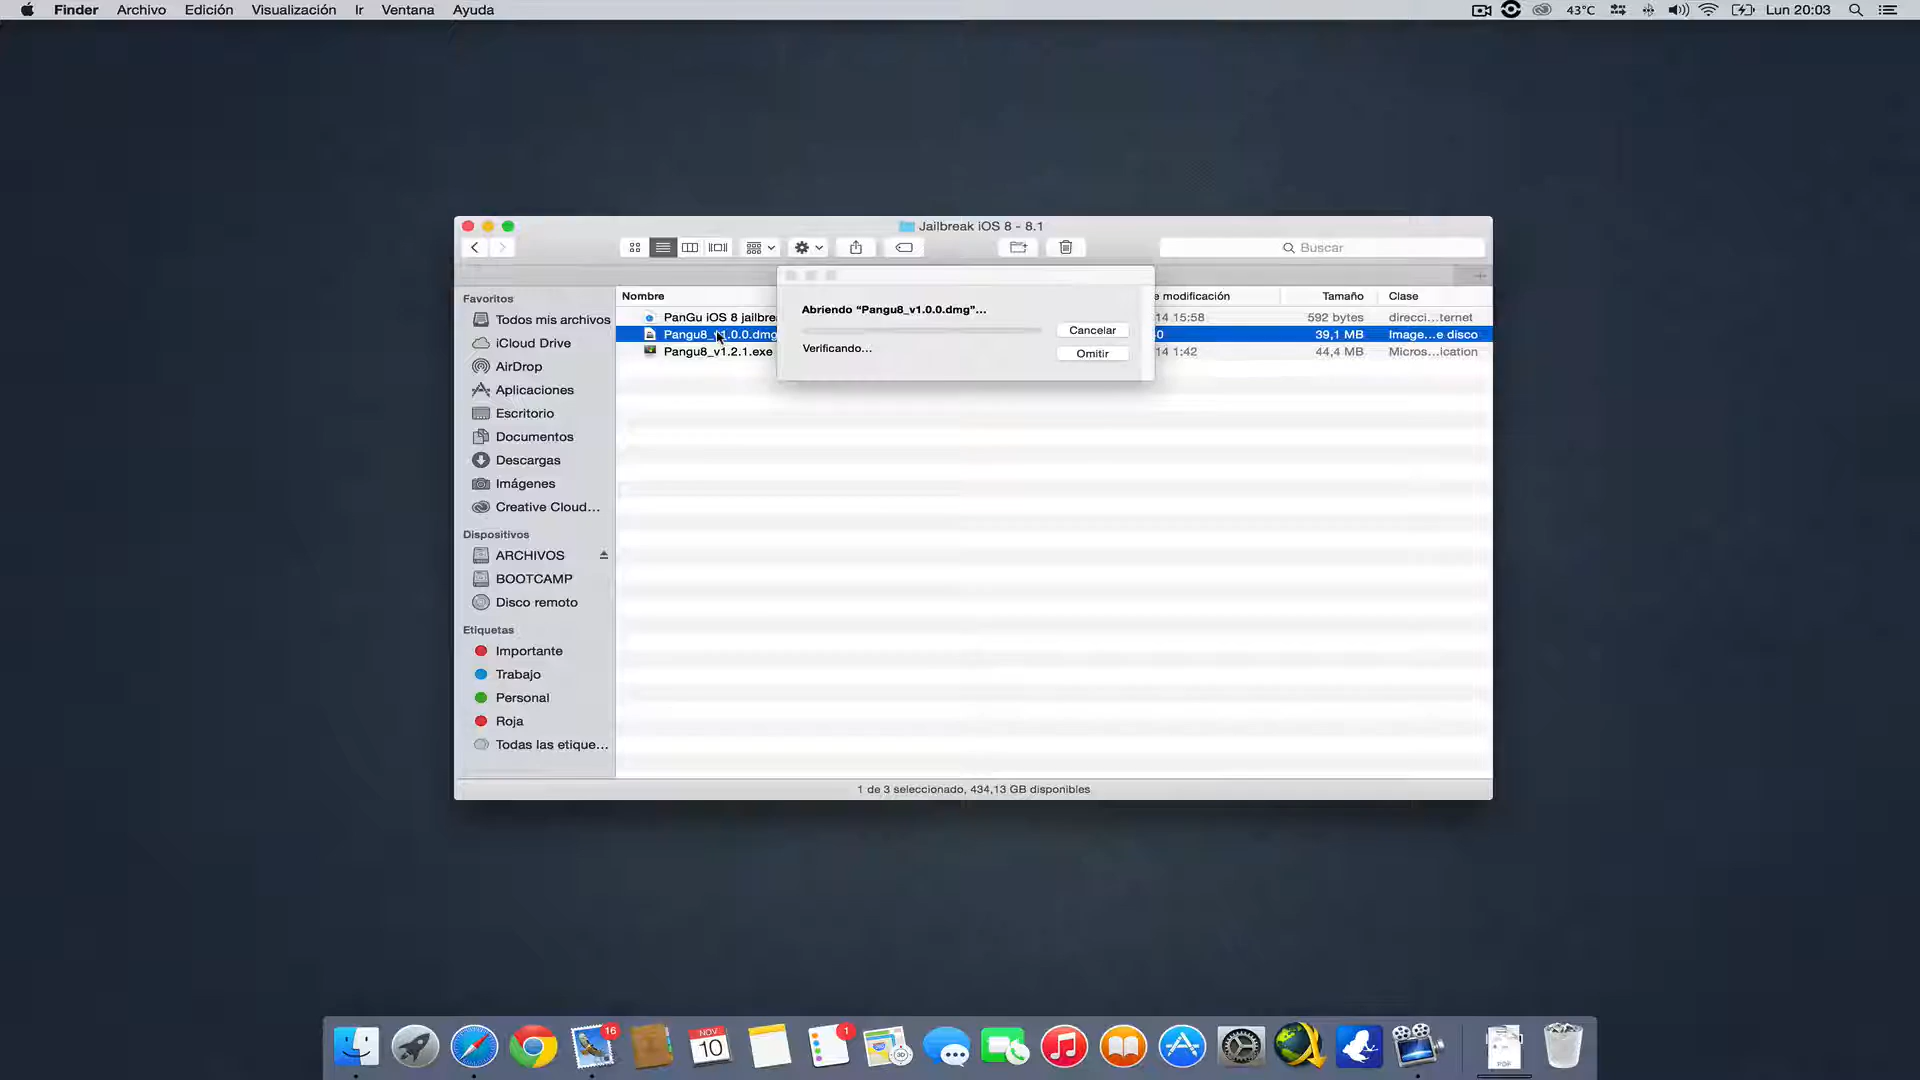 Finder Archivo Edición Visualización Ir Ventana Ayuda 43°C Lun 20:03
Jailbreak iOS 8 - 8.1
Buscar
Favoritos
Todos mis archivos
iCloud Drive
AirDrop
Aplicaciones
Escritorio
Documentos
Descargas
Imágenes
Creative Cloud…
Dispositivos
ARCHIVOS
BOOTCAMP
Disco remoto
Etiquetas
Importante
Trabajo
Personal
Roja
Todas las etique…
Nombre e modificación Tamaño Clase
PanGu iOS 8 jailbre 14 15:58 592 bytes direcci…ternet
Pangu8_v1.0.0.dmg 0 39,1 MB Image…e disco
Pangu8_v1.2.1.exe 14 1:42 44,4 MB Micros…ication
Abriendo “Pangu8_v1.0.0.dmg”…
Cancelar
Verificando…
Omitir
1 de 3 seleccionado, 434,13 GB disponibles
16
NOV
10
1
3D
PDF